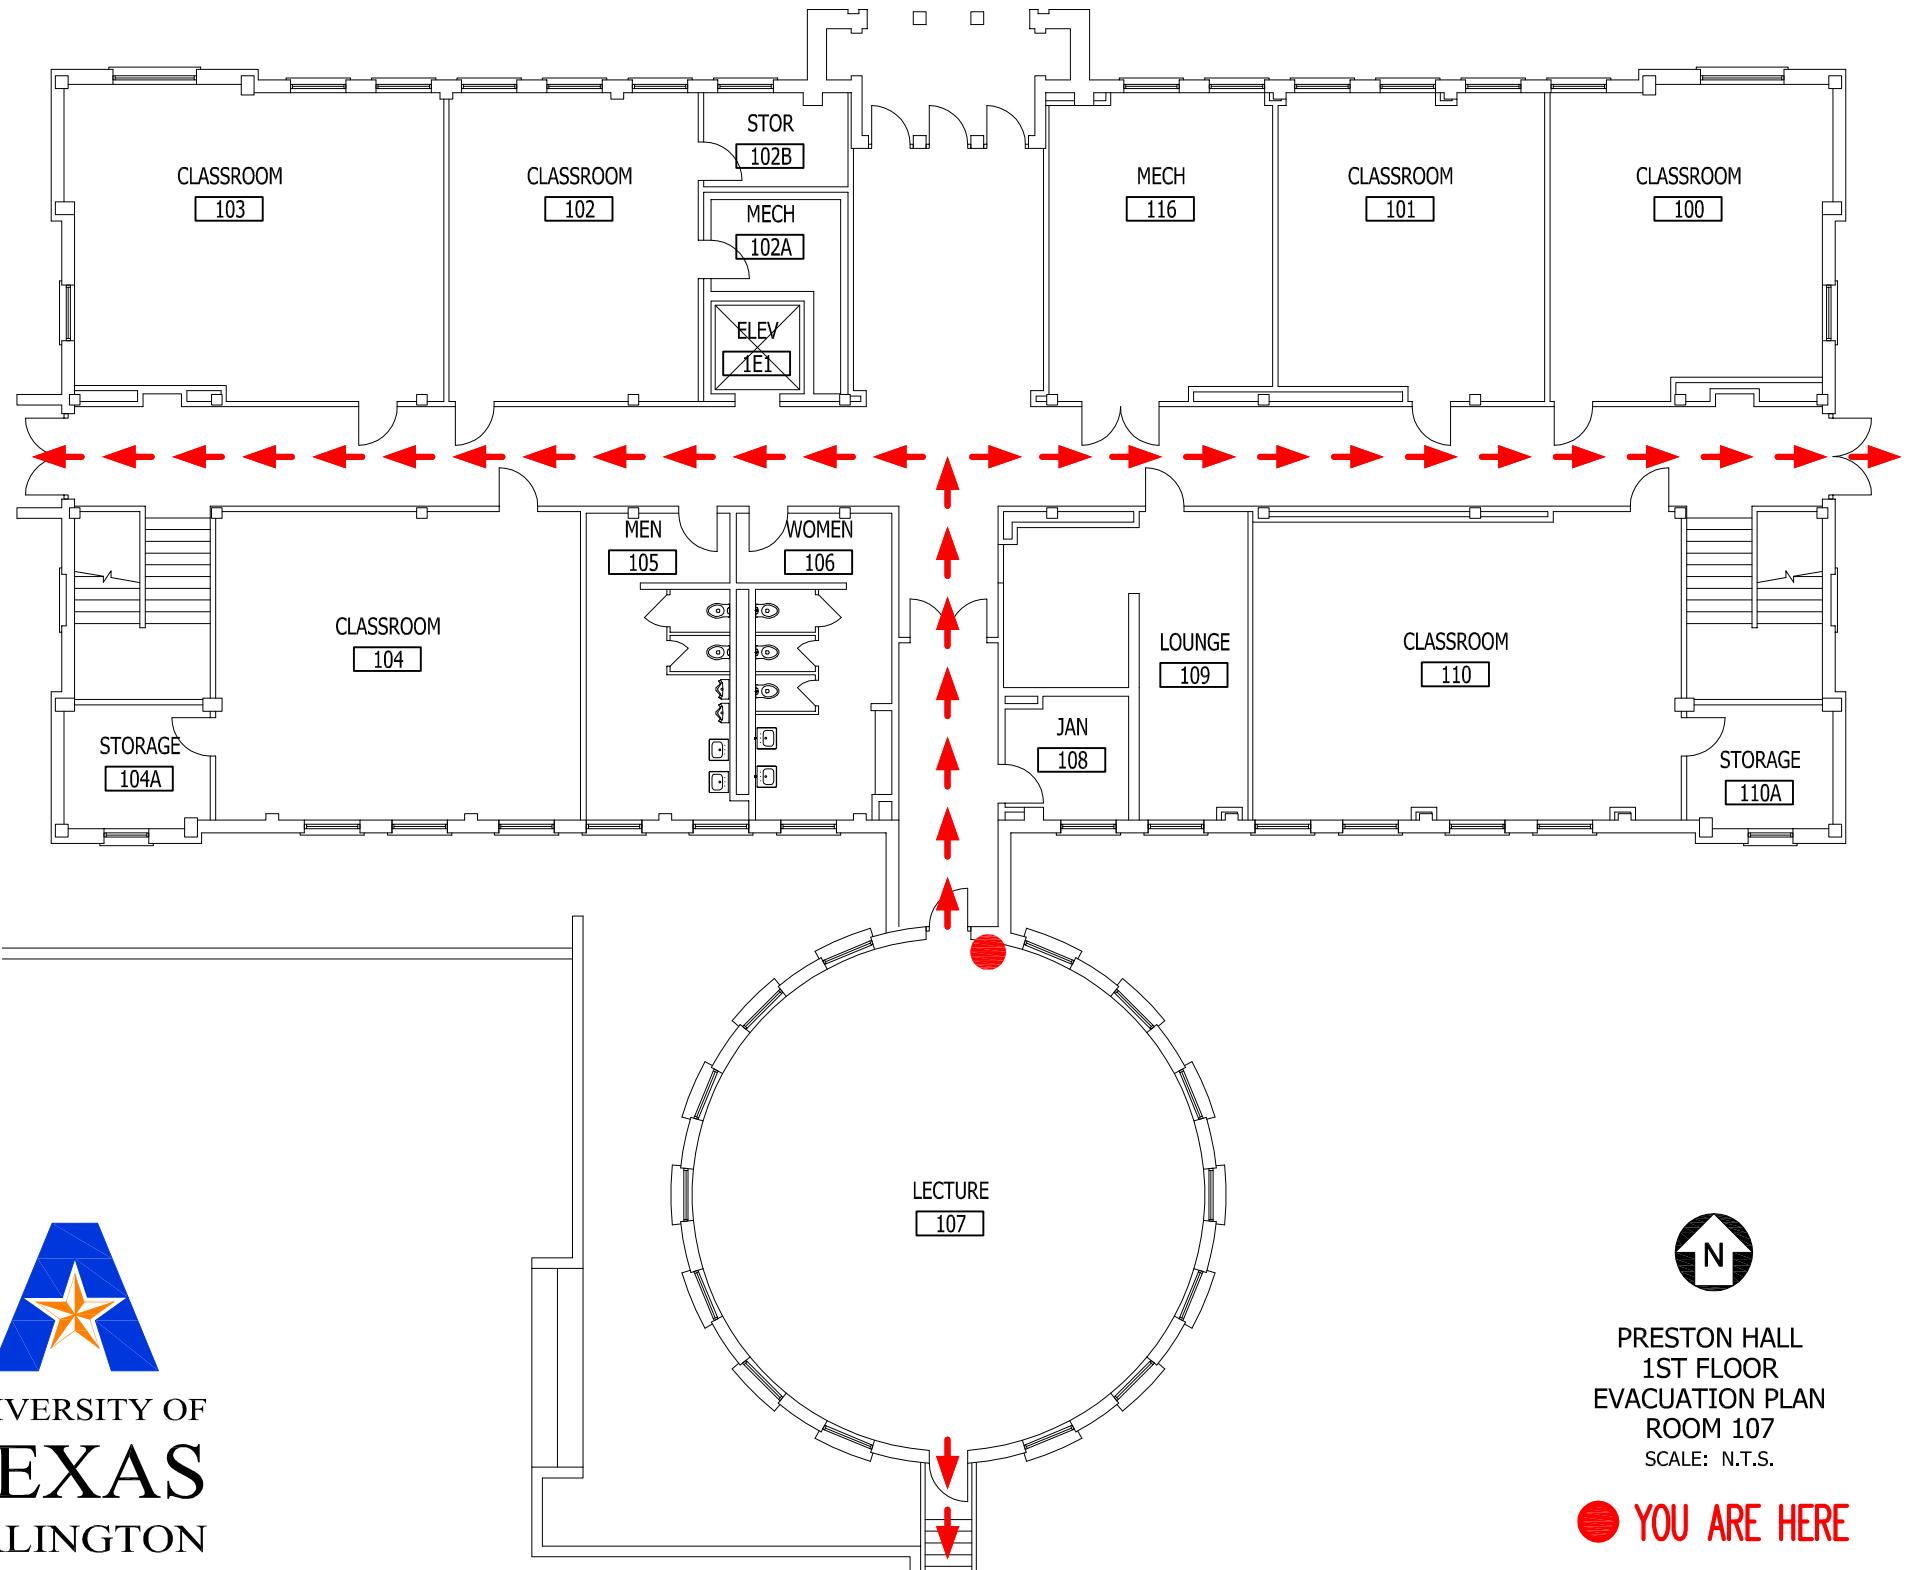 STOR
102B
CLASSROOM
103
CLASSROOM
102
MECH
116
CLASSROOM
101
CLASSROOM
100
MECH
102A
ELEV
1E1
MEN
105
WOMEN
106
CLASSROOM
104
LOUNGE
109
CLASSROOM
110
JAN
108
STORAGE
104A
STORAGE
110A
LECTURE
107
N
PRESTON HALL
1ST FLOOR
EVACUATION PLAN
ROOM 107
SCALE: N.T.S.
YOU ARE HERE
IVERSITY OF
EXAS
LINGTON